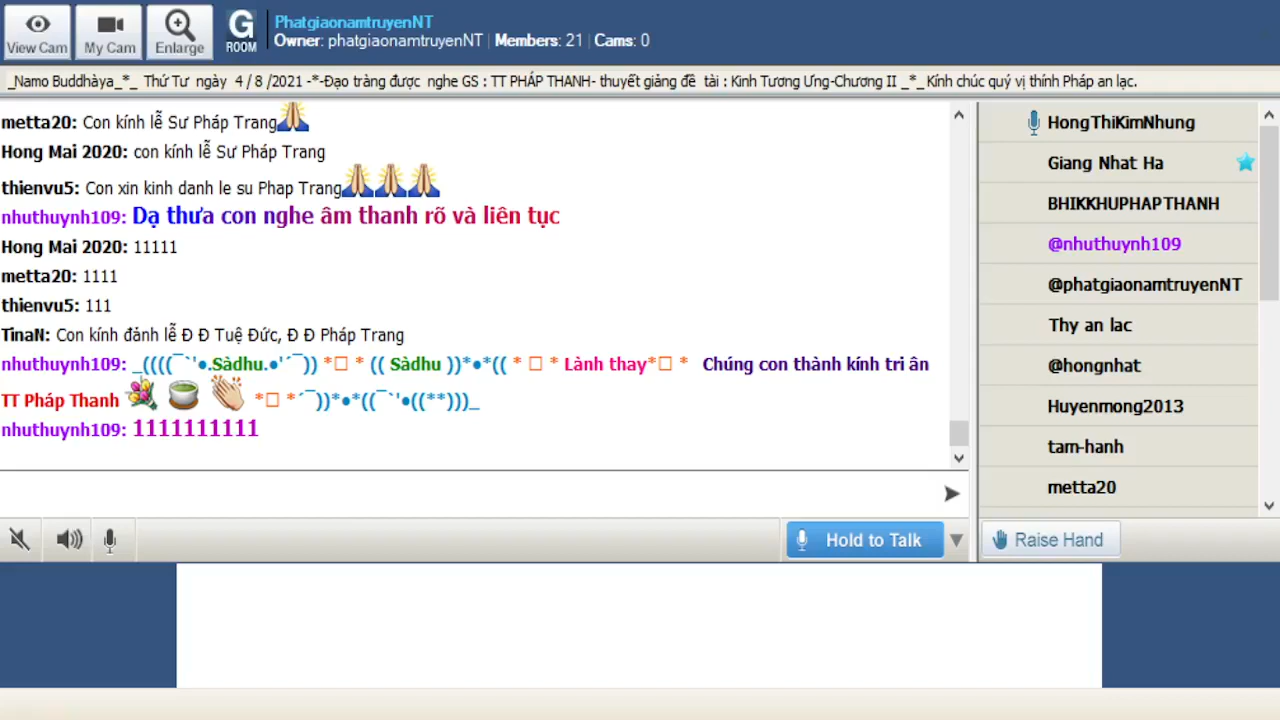 View Cam
My Cam
Enlarge
G
ROOM
PhatgiaonamtruyenNT
Owner: phatgiaonamtruyenNT | Members: 21 | Cams: 0
_Namo Buddhàya_*_ Thứ Tư ngày 4 / 8 /2021 -*-Đạo tràng được nghe GS : TT PHÁP THANH- thuyết giảng đề tài : Kinh Tương Ưng-Chương II _*_ Kính chúc quý vị thính Pháp an lạc.
metta20: Con kính lễ Sư Pháp Trang
Hong Mai 2020: con kính lễ Sư Pháp Trang
thienvu5: Con xin kinh danh le su Phap Trang
nhuthuynh109: Dạ thưa con nghe âm thanh rõ và liên tục
Hong Mai 2020: 11111
metta20: 1111
thienvu5: 111
TinaN: Con kính đảnh lễ Đ Đ Tuệ Đức, Đ Đ Pháp Trang
nhuthuynh109: _((((¯`'●.Sàdhu.●'´¯)) *□ * (( Sàdhu ))*●*(( * □ * Lành thay*□ * Chúng con thành kính tri ân
TT Pháp Thanh *□ *´¯))*●*((¯`'●((**)))_
nhuthuynh109: 1111111111
Hold to Talk
HongThiKimNhung
Giang Nhat Ha
BHIKKHUPHAPTHANH
@nhuthuynh109
@phatgiaonamtruyenNT
Thy an lac
@hongnhat
Huyenmong2013
tam-hanh
metta20
Raise Hand